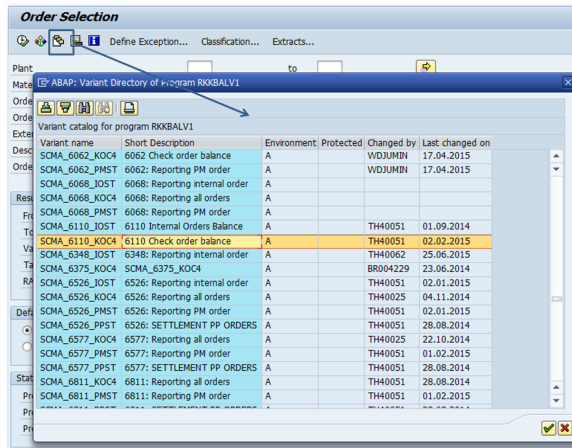 Order Selection
Define Exception... Classification... Extracts...
Plant to
Mate
Orde
Orde
Exte
Desc
Orde
Resu
Fro
To
Va
Ta
RA
Defa
Stat
Pre
Pre
Pre
ABAP: Variant Directory of Program RKKBALV1
Variant catalog for program RKKBALV1
Variant name Short Description Environment Protected Changed by Last changed on
SCMA_6062_KOC4 6062 Check order balance A WDJUMIN 17.04.2015
SCMA_6062_PMST 6062: Reporting PM order A WDJUMIN 17.04.2015
SCMA_6068_IOST 6068: Reporting internal order A
SCMA_6068_KOC4 6068: Reporting all orders A
SCMA_6068_PMST 6068: Reporting PM order A
SCMA_6110_IOST 6110 Internal Orders Balance A TH40051 01.09.2014
SCMA_6110_KOC4 6110 Check order balance A TH40051 02.02.2015
SCMA_6348_IOST 6348: Reporting internal order A TH40062 25.06.2015
SCMA_6375_KOC4 SCMA_6375_KOC4 A BR004229 23.06.2014
SCMA_6526_IOST 6526: Reporting internal order A TH40051 02.01.2015
SCMA_6526_KOC4 6526: Reporting all orders A TH40025 04.11.2014
SCMA_6526_PMST 6526: Reporting PM order A TH40051 02.01.2015
SCMA_6526_PPST 6526: SETTLEMENT PP ORDERS A TH40051 28.08.2014
SCMA_6577_KOC4 6577: Reporting all orders A TH40025 22.10.2014
SCMA_6577_PMST 6577: Reporting PM order A TH40051 01.02.2015
SCMA_6577_PPST 6577: SETTLEMENT PP ORDERS A TH40051 28.08.2014
SCMA_6811_KOC4 6811: Reporting all orders A TH40051 28.08.2014
SCMA_6811_PMST 6811: Reporting PM order A TH40051 01.02.2015